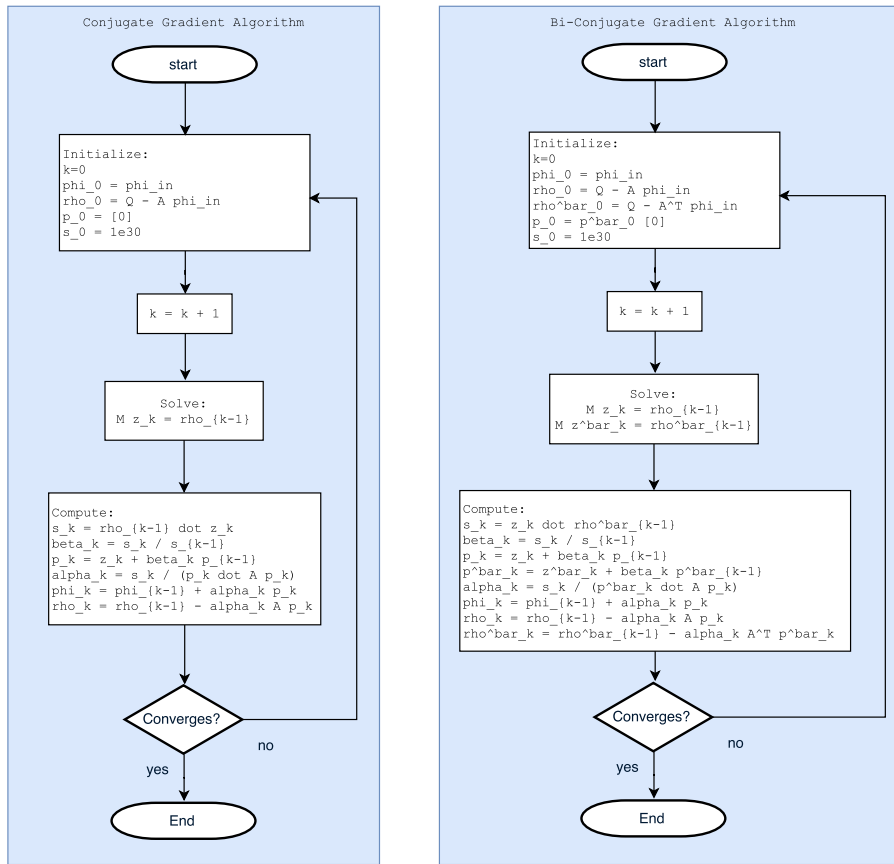 Conjugate Gradient Algorithm
start
Initialize:
k=0
phi_0 = phi_in
rho_0 = Q - A phi_in
p_0 = [0]
s_0 = 1e30
k = k + 1
Solve:
M z_k = rho_{k-1}
Compute:
s_k = rho_{k-1} dot z_k
beta_k = s_k / s_{k-1}
p_k = z_k + beta_k p_{k-1}
alpha_k = s_k / (p_k dot A p_k)
phi_k = phi_{k-1} + alpha_k p_k
rho_k = rho_{k-1} - alpha_k A p_k
Converges?
no
yes
End
Bi-Conjugate Gradient Algorithm
start
Initialize:
k=0
phi_0 = phi_in
rho_0 = Q - A phi_in
rho^bar_0 = Q - A^T phi_in
p_0 = p^bar_0 [0]
s_0 = 1e30
k = k + 1
Solve:
M z_k = rho_{k-1}
M z^bar_k = rho^bar_{k-1}
Compute:
s_k = z_k dot rho^bar_{k-1}
beta_k = s_k / s_{k-1}
p_k = z_k + beta_k p_{k-1}
p^bar_k = z^bar_k + beta_k p^bar_{k-1}
alpha_k = s_k / (p^bar_k dot A p_k)
phi_k = phi_{k-1} + alpha_k p_k
rho_k = rho_{k-1} - alpha_k A p_k
rho^bar_k = rho^bar_{k-1} - alpha_k A^T p^bar_k
Converges?
no
yes
End